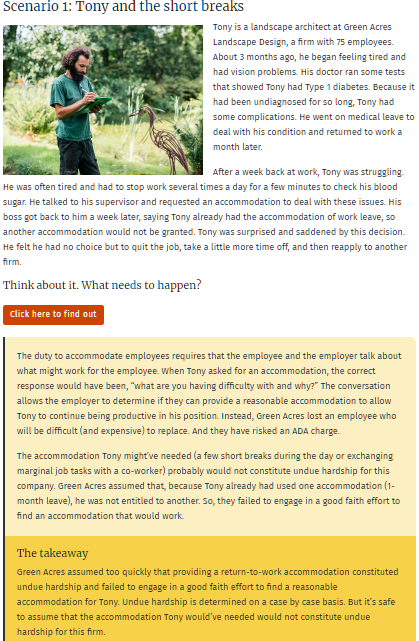 Scenario 1: Tony and the short breaks
Tony is a landscape architect at Green Acres
Landscape Design, a firm with 75 employees.
About 3 months ago, he began feeling tired and
had vision problems. His doctor ran some tests
that showed Tony had Type 1 diabetes. Because it
had been undiagnosed for so long, Tony had
some complications. He went on medical leave to
deal with his condition and returned to work a
month later.
After a week back at work, Tony was struggling.
He was often tired and had to stop work several times a day for a few minutes to check his blood
sugar. He talked to his supervisor and requested an accommodation to deal with these issues. His
boss got back to him a week later, saying Tony already had the accommodation of work leave, so
another accommodation would not be granted. Tony was surprised and saddened by this decision.
He felt he had no choice but to quit the job, take a little more time off, and then reapply to another
firm.
Think about it. What needs to happen?
Click here to find out
The duty to accommodate employees requires that the employee and the employer talk about
what might work for the employee. When Tony asked for an accommodation, the correct
response would have been, “what are you having difficulty with and why?” The conversation
allows the employer to determine if they can provide a reasonable accommodation to allow
Tony to continue being productive in his position. Instead, Green Acres lost an employee who
will be difficult (and expensive) to replace. And they have risked an ADA charge.
The accommodation Tony might’ve needed (a few short breaks during the day or exchanging
marginal job tasks with a co-worker) probably would not constitute undue hardship for this
company. Green Acres assumed that, because Tony already had used one accommodation (1-
month leave), he was not entitled to another. So, they failed to engage in a good faith effort to
find an accommodation that would work.
The takeaway
Green Acres assumed too quickly that providing a return-to-work accommodation constituted
undue hardship and failed to engage in a good faith effort to find a reasonable
accommodation for Tony. Undue hardship is determined on a case by case basis. But it’s safe
to assume that the accommodation Tony would’ve needed would not constitute undue
hardship for this firm.